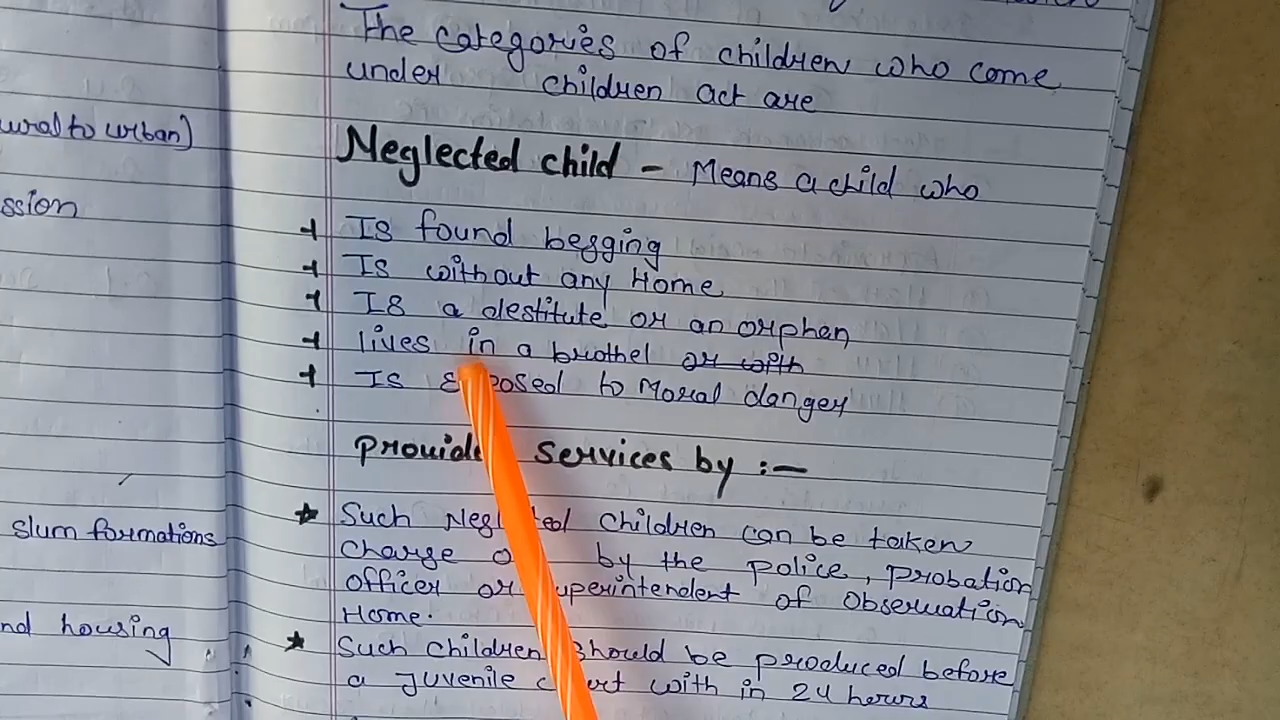 ural to urban)
ssion
slum formations
nd housing
The categories of children who come
under children act are
Neglected child - Means a child who
+ Is found begging
+ Is without any Home
+ Is a destitute or an orphen
+ lives in a brothel or with
+ Is to Moral danger
Services by :-
* Such children can be taken
charge by the police, probation
officer or of Observation
Home.
* Such children should be produced before
a Juvenile with in 24 hours